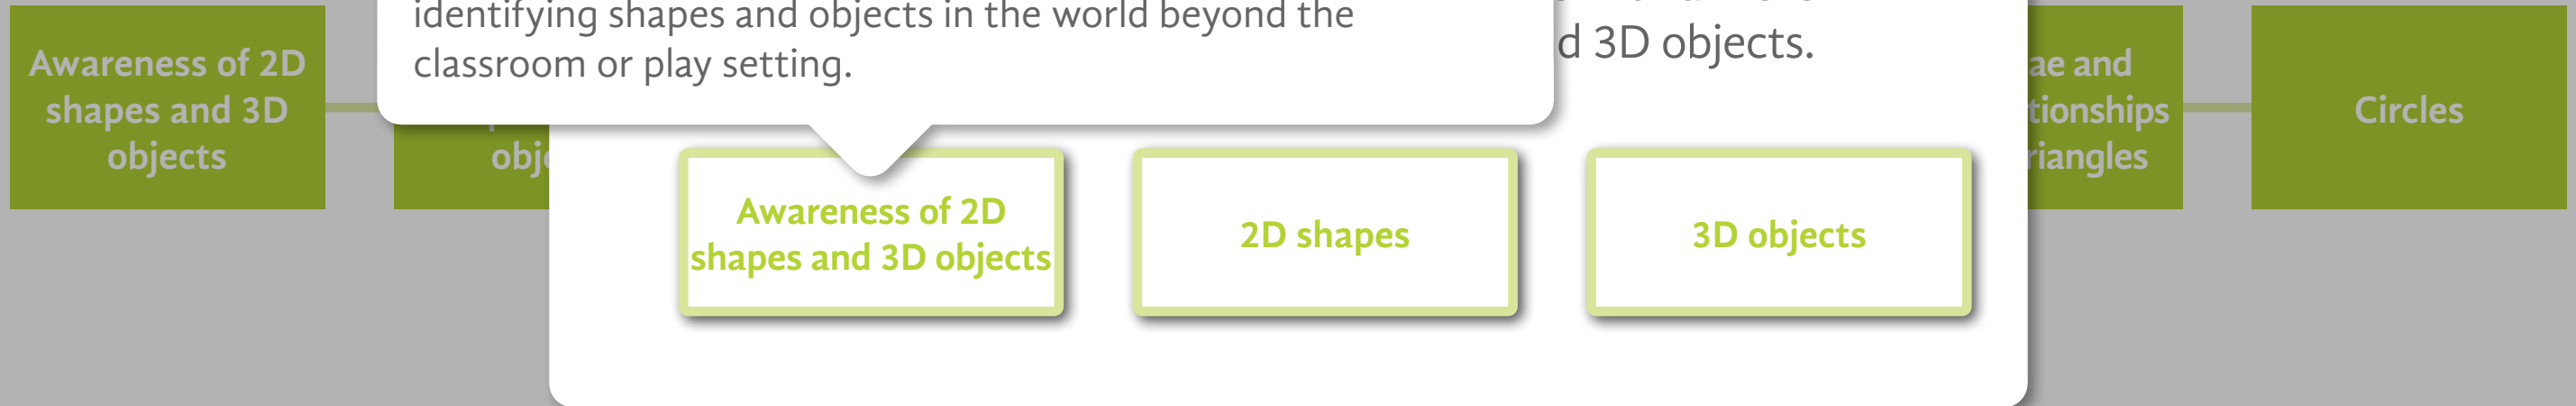 identifying shapes and objects in the world beyond the
classroom or play setting.
d 3D objects.
Awareness of 2D
shapes and 3D
objects
obje
ae and
tionships
riangles
Circles
Awareness of 2D
shapes and 3D objects
2D shapes
3D objects